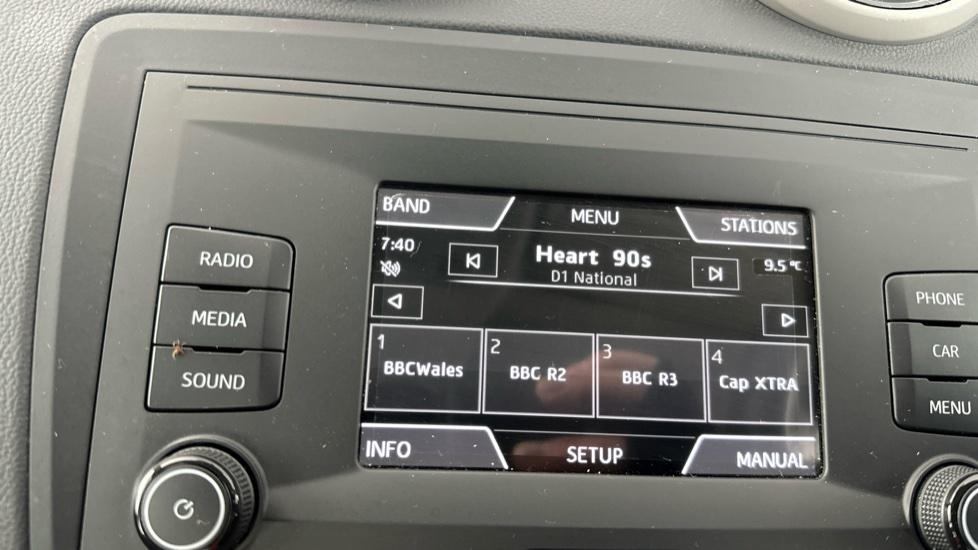 BAND
MENU
STATIONS
7:40
Heart 90s
D1 National
9.5 °C
1
BBCWales
2
BBC R2
3
BBC R3
4
Cap XTRA
INFO
SETUP
MANUAL
RADIO
MEDIA
SOUND
PHONE
CAR
MENU